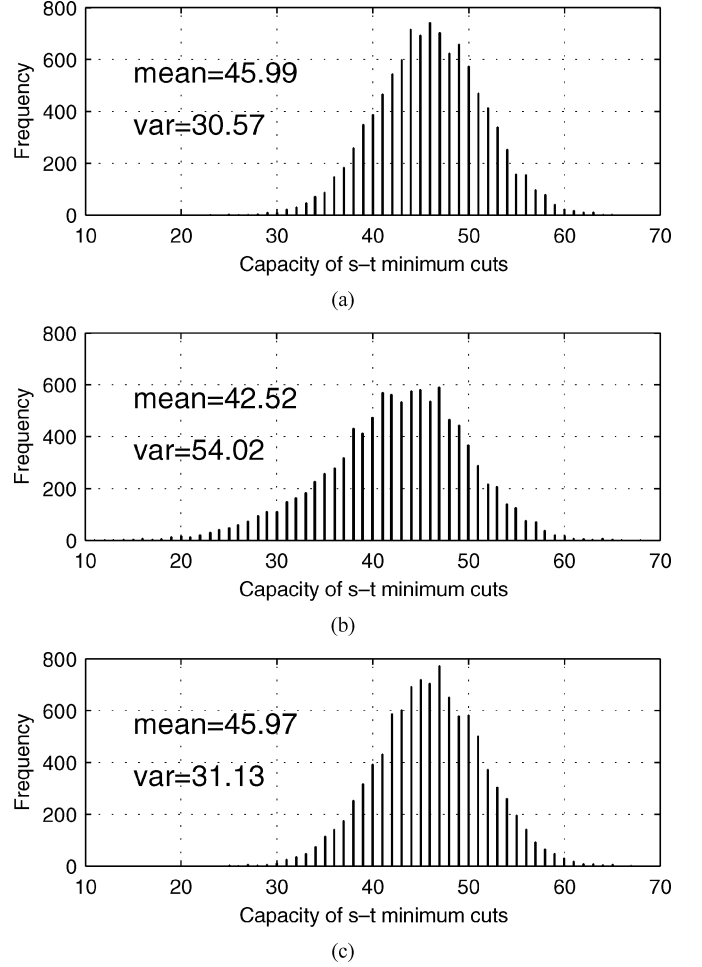 800
600
400
200
0
Frequency
mean=45.99
var=30.57
10 20 30 40 50 60 70
Capacity of s–t minimum cuts
(a)
800
600
400
200
0
Frequency
mean=42.52
var=54.02
10 20 30 40 50 60 70
Capacity of s–t minimum cuts
(b)
800
600
400
200
0
Frequency
mean=45.97
var=31.13
10 20 30 40 50 60 70
Capacity of s–t minimum cuts
(c)